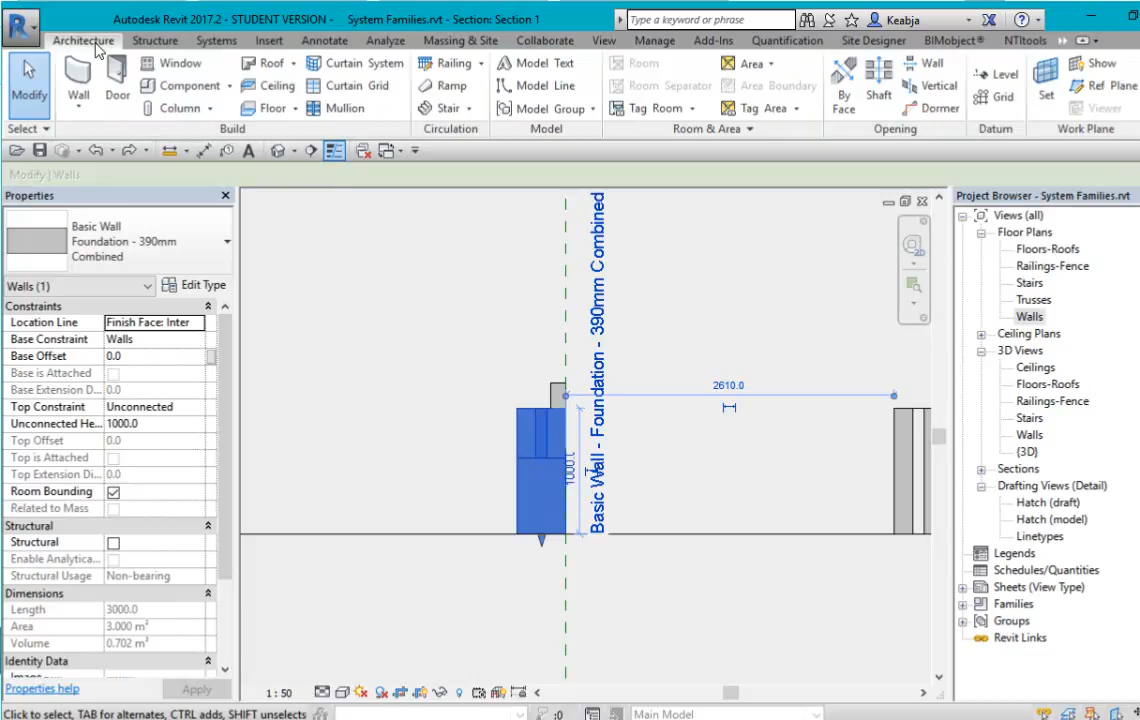 Autodesk Revit 2017.2 - STUDENT VERSION - System Families.rvt - Section: Section 1
Type a keyword or phrase
Keabja
Architecture Structure Systems Insert Annotate Analyze Massing & Site Collaborate View Manage Add-Ins Quantification Site Designer BIMobject® NTItools
Window Roof Curtain System Railing Model Text Room Area Wall Level Show
Modify Wall Door Component Ceiling Curtain Grid Ramp Model Line Room Separator Area Boundary By Face Shaft Vertical Grid Set Ref Plane
Column Floor Mullion Stair Model Group Tag Room Tag Area Dormer Viewer
Select Build Circulation Model Room & Area Opening Datum Work Plane
Modify | Walls
Properties
Basic Wall
Foundation - 390mm
Combined
Walls (1) Edit Type
Constraints
Location Line Finish Face: Inter
Base Constraint Walls
Base Offset 0.0
Base is Attached
Base Extension D... 0.0
Top Constraint Unconnected
Unconnected He... 1000.0
Top Offset 0.0
Top is Attached
Top Extension Di... 0.0
Room Bounding
Related to Mass
Structural
Structural
Enable Analytica...
Structural Usage Non-bearing
Dimensions
Length 3000.0
Area 3.000 m²
Volume 0.702 m³
Identity Data
Properties help Apply
Basic Wall - Foundation - 390mm Combined
2610.0
1000.0
2D
1 : 50
Project Browser - System Families.rvt
Views (all)
Floor Plans
Floors-Roofs
Railings-Fence
Stairs
Trusses
Walls
Ceiling Plans
3D Views
Ceilings
Floors-Roofs
Railings-Fence
Stairs
Walls
{3D}
Sections
Drafting Views (Detail)
Hatch (draft)
Hatch (model)
Linetypes
Legends
Schedules/Quantities
Sheets (View Type)
Families
Groups
Revit Links
Click to select, TAB for alternates, CTRL adds, SHIFT unselects :0 Main Model